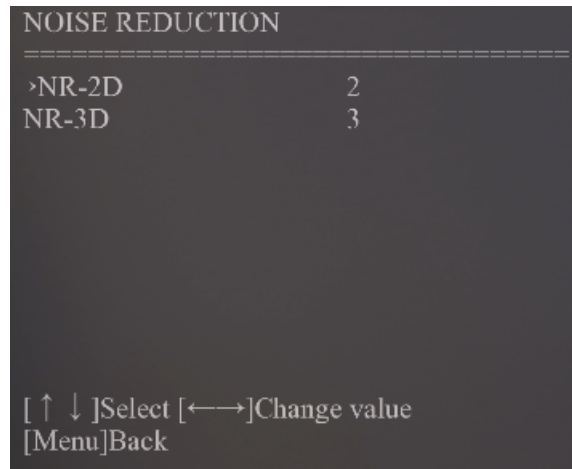 NOISE REDUCTION
==================================
›NR-2D 2
NR-3D 3
[ ↑ ↓ ]Select [←→]Change value
[Menu]Back